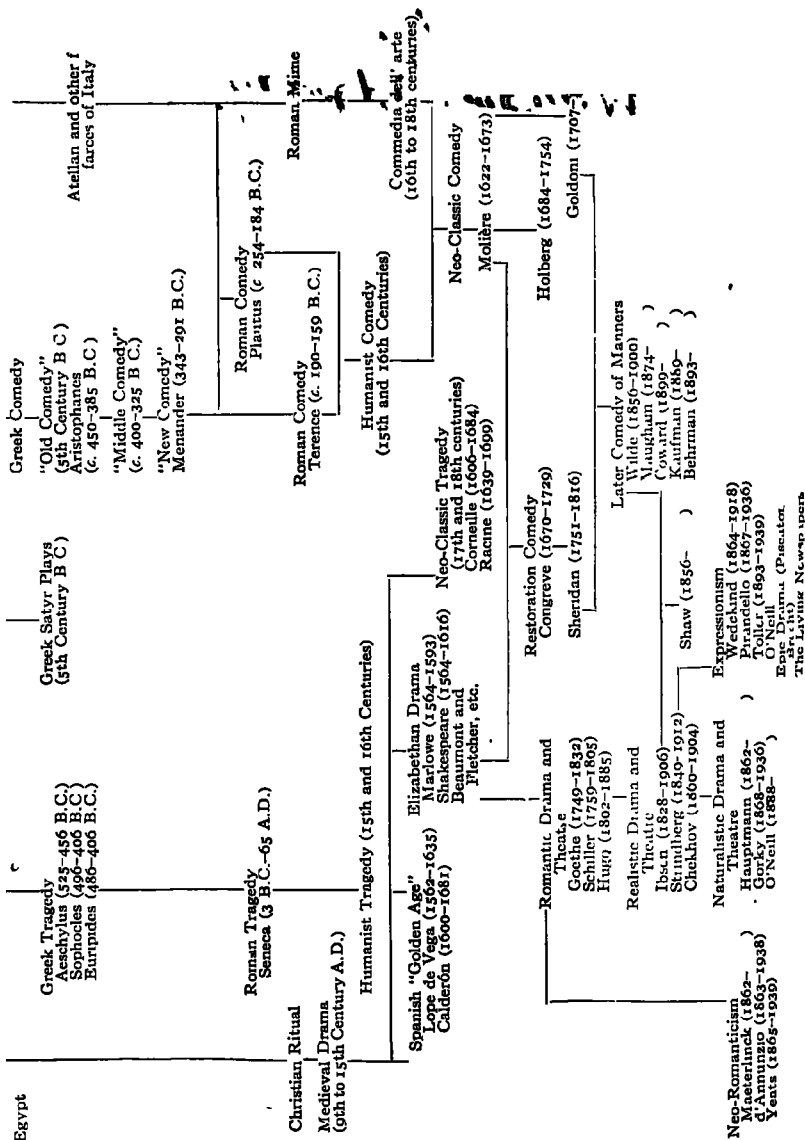 Egypt
Greek Tragedy
Aeschylus (525–456 B.C.)
Sophocles (496–406 B.C.)
Euripides (486–406 B.C.)
Greek Satyr Plays
(5th Century B C)
Greek Comedy
"Old Comedy"
(5th Century B C)
Aristophanes
(c. 450–385 B.C)
"Middle Comedy"
(c. 400–325 B C.)
"New Comedy"
Menander (343–291 B.C.)
Atellan and other f
farces of Italy
Roman Comedy
Plautus (c 254–184 B.C.)
Roman Tragedy
Seneca (3 B.C.–65 A.D.)
Roman Comedy
Terence (c. 190–159 B.C.)
Roman Mime
Christian Ritual
Medieval Drama
(9th to 15th Century A.D.)
Humanist Tragedy (15th and 16th Centuries)
Humanist Comedy
(15th and 16th Centuries)
Commedia dell' arte
(16th to 18th centuries)
Spanish "Golden Age"
Lope de Vega (1562–1635)
Calderón (1600–1681)
Elizabethan Drama
Marlowe (1564–1593)
Shakespeare (1564–1616)
Beaumont and
Fletcher, etc.
Neo-Classic Tragedy
(17th and 18th centuries)
Corneille (1606–1684)
Racine (1639–1699)
Neo-Classic Comedy
Molière (1622–1673)
Restoration Comedy
Congreve (1670–1729)
Holberg (1684–1754)
Sheridan (1751–1816)
Goldoni (1707–
Romantic Drama and
Theatre
Goethe (1749–1832)
Schiller (1759–1805)
Hugo (1802–1885)
Later Comedy of Manners
Wilde (1856–1900)
Maugham (1874– )
Coward (1899– )
Kaufman (1889– )
Behrman (1893– )
Realistic Drama and
Theatre
Ibsen (1828–1906)
Strindberg (1849–1912)
Chekhov (1860–1904)
Shaw (1856– )
Naturalistic Drama and
Theatre
Hauptmann (1862– )
Gorky (1868–1936)
O'Neill (1888– )
Expressionism
Wedekind (1864–1918)
Pirandello (1867–1936)
Toller (1893–1939)
O'Neill
Epic Drama (Piscator,
Brecht)
The Living Newspapers
Neo-Romanticism
Maeterlinck (1862– )
d'Annunzio (1863–1938)
Yeats (1865–1939)